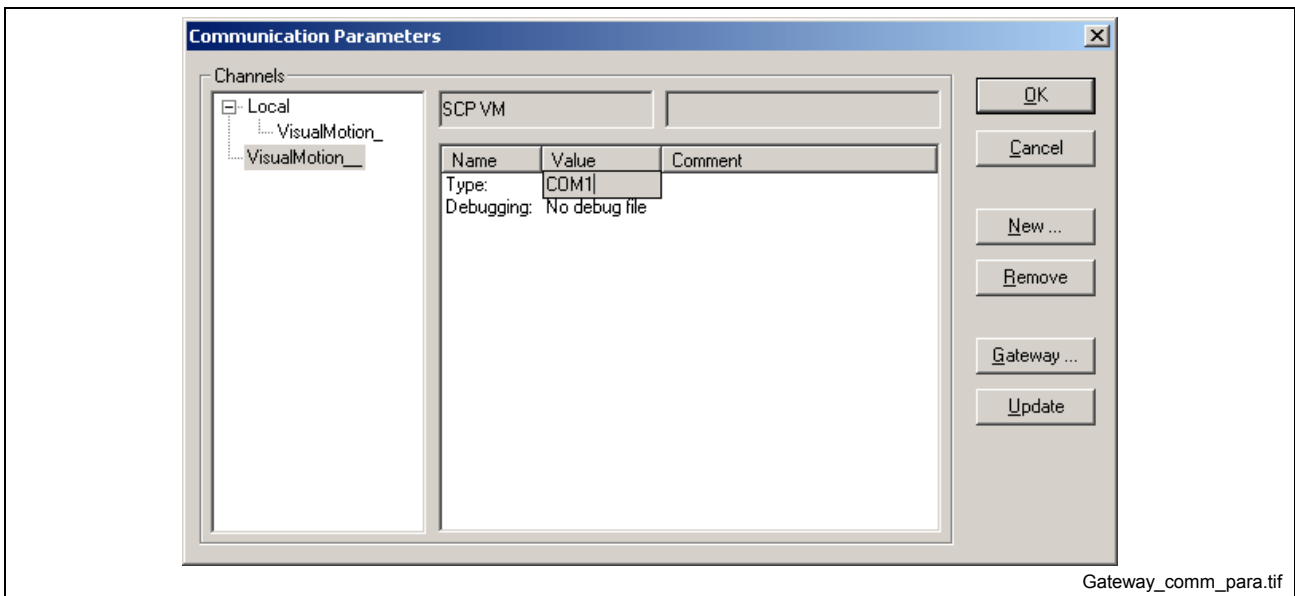 Communication Parameters
Channels
Local
VisualMotion_
VisualMotion__
SCP VM
Name Value Comment
Type: COM1
Debugging: No debug file
OK
Cancel
New ...
Remove
Gateway ...
Update
Gateway_comm_para.tif